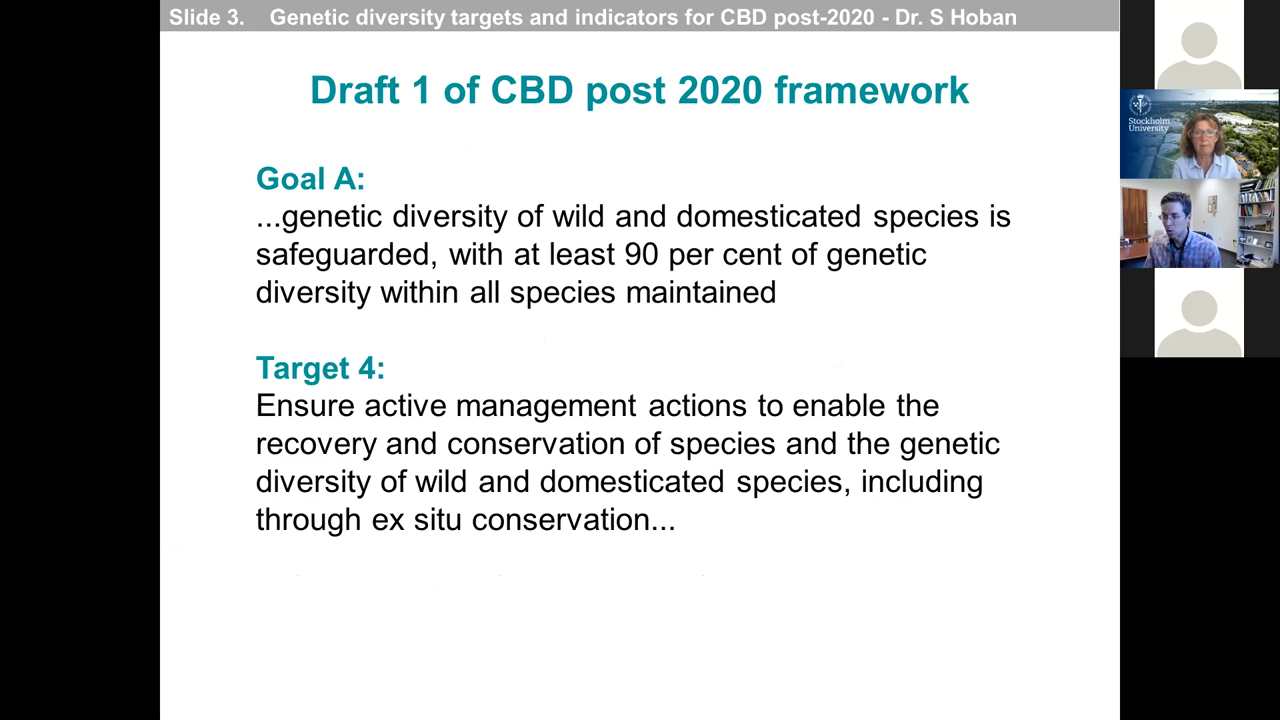 Slide 3. Genetic diversity targets and indicators for CBD post-2020 - Dr. S Hoban
Draft 1 of CBD post 2020 framework
Goal A:
...genetic diversity of wild and domesticated species is
safeguarded, with at least 90 per cent of genetic
diversity within all species maintained
Target 4:
Ensure active management actions to enable the
recovery and conservation of species and the genetic
diversity of wild and domesticated species, including
through ex situ conservation...
Stockholm
University